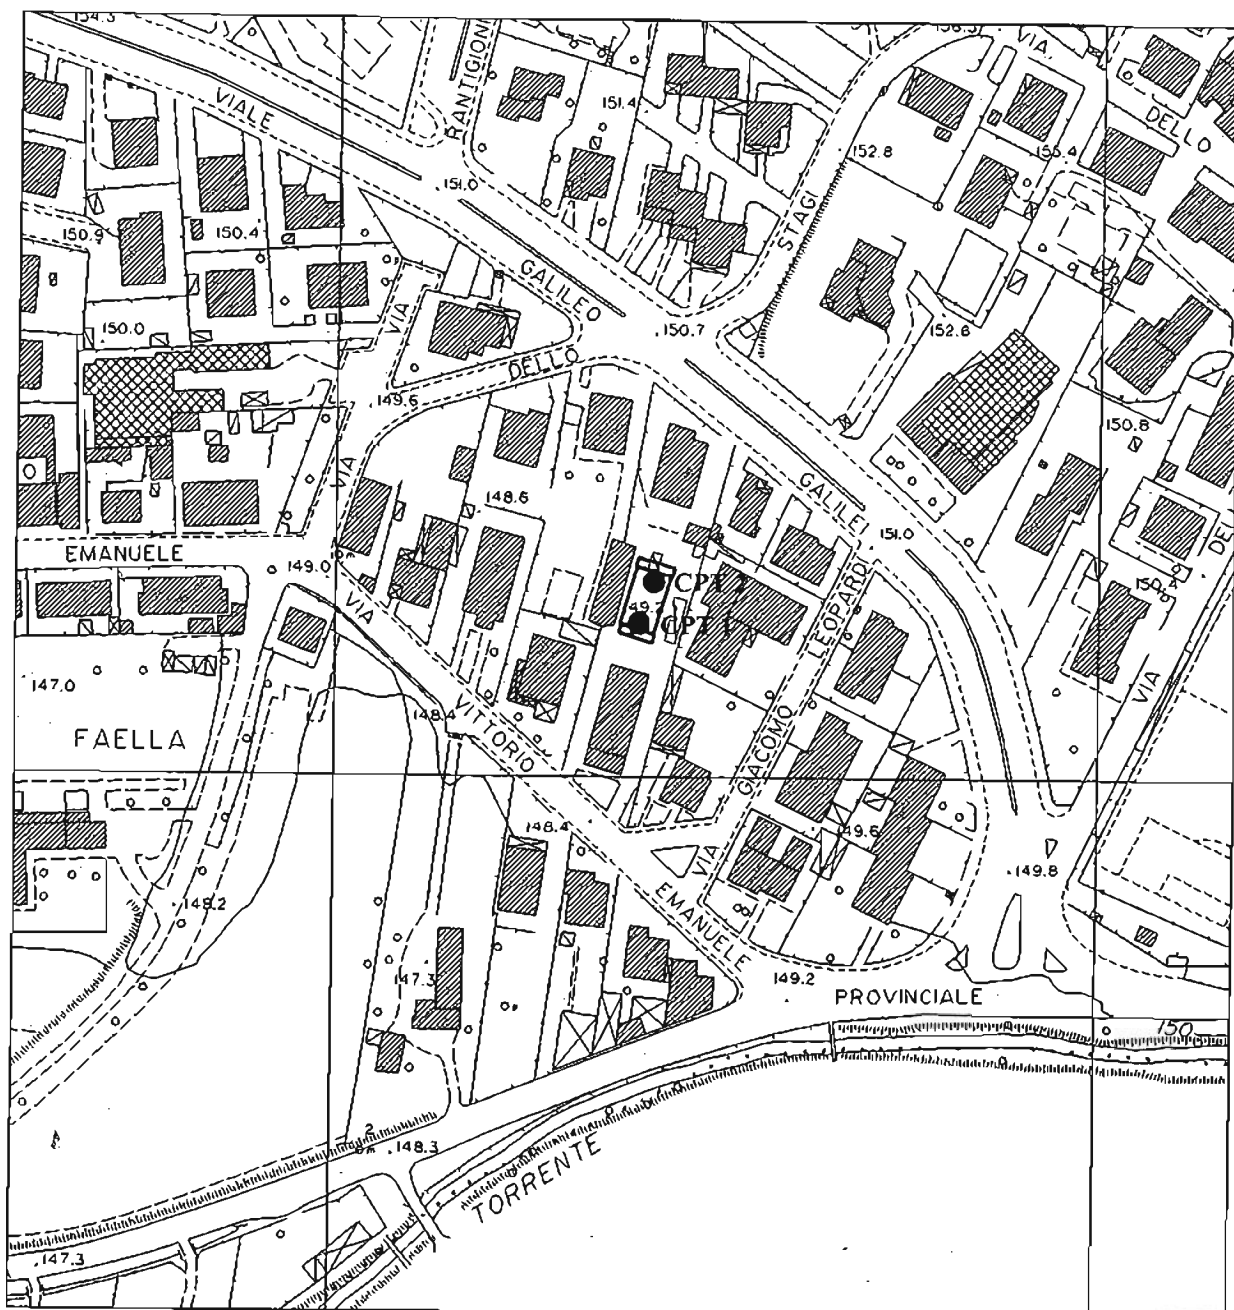 154.3
VIALE
RANTIGIONI
151.4
VIA
DELLO
152.8
155.4
151.0
STAGI
150.9
150.4
GALILEO
VIA
150.0
150.7
152.6
DELLO
149.6
150.8
VIA
148.6
GALILEI
151.0
EMANUELE
149.0
VIA
CPT 2
CPT 1
LEOPARDI
150.4
147.0
148.4
VITTORIO
VIA
FAELLA
GIACOMO
148.4
149.6
VIA
149.8
148.2
EMANUELE
147.3
149.2
PROVINCIALE
150
148.3
TORRENTE
147.3